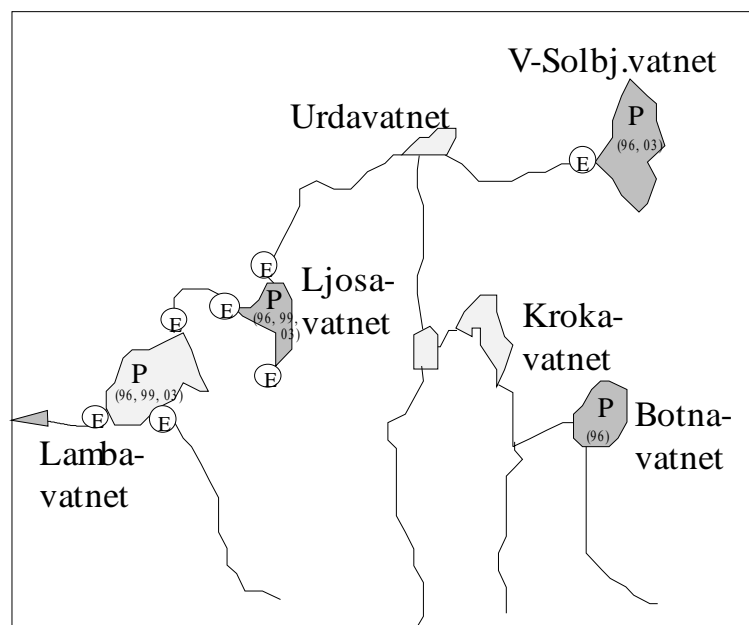 V-Solbj.vatnet
P
(96, 03)
E
Urdavatnet
E
Ljosa-
vatnet
P
(96, 99,
03)
E
E
E
Kroka-
vatnet
P
(96, 99, 03)
E
E
Lamba-
vatnet
P
(96)
Botna-
vatnet